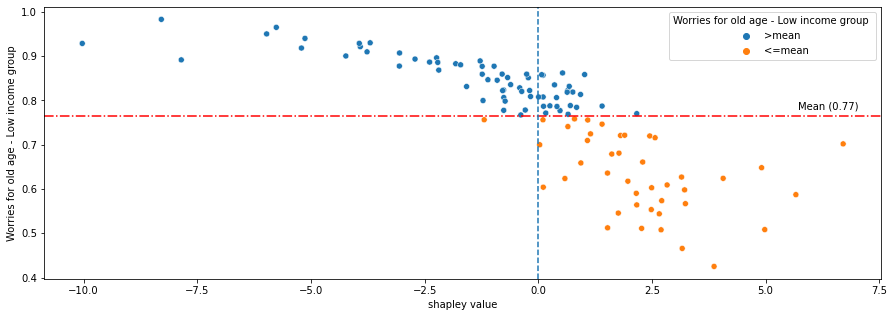 Worries for old age - Low income group
>mean
<=mean
Mean (0.77)
Worries for old age - Low income group
1.0
0.9
0.8
0.7
0.6
0.5
0.4
−10.0 −7.5 −5.0 −2.5 0.0 2.5 5.0 7.5
shapley value